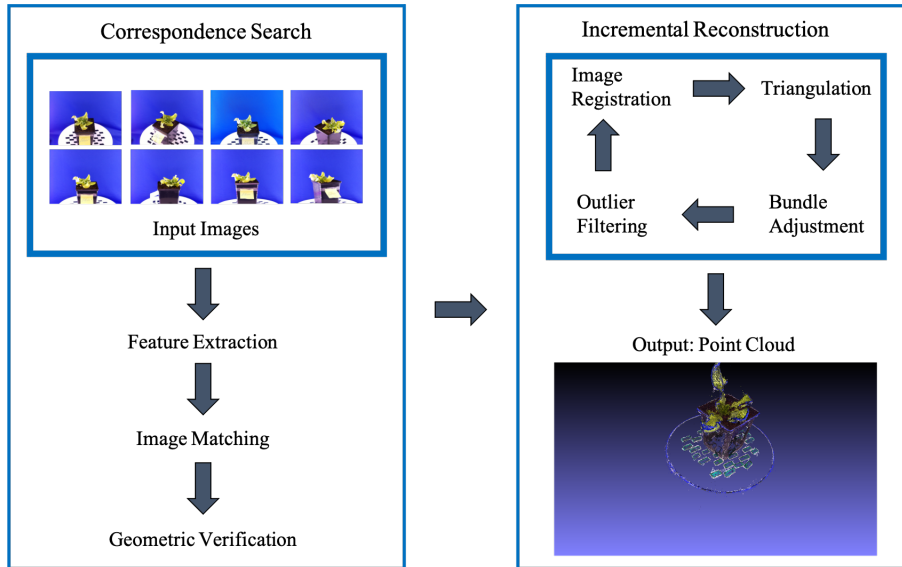 Correspondence Search
Input Images
Feature Extraction
Image Matching
Geometric Verification
Incremental Reconstruction
Image
Registration
Triangulation
Outlier
Filtering
Bundle
Adjustment
Output: Point Cloud